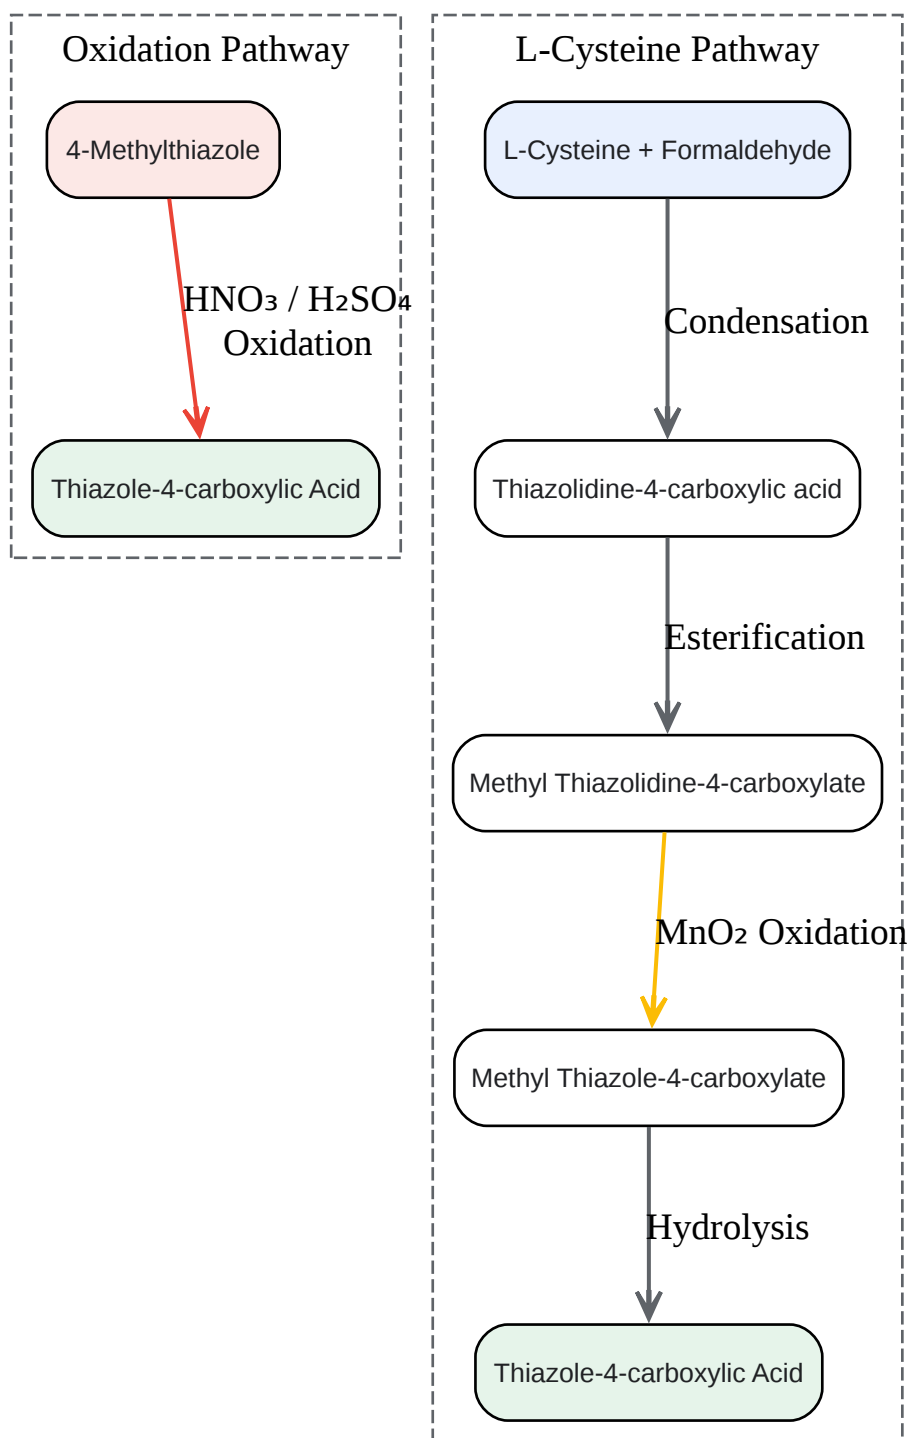 Oxidation Pathway
4-Methylthiazole
HNO₃ / H₂SO₄
Oxidation
Thiazole-4-carboxylic Acid
L-Cysteine Pathway
L-Cysteine + Formaldehyde
Condensation
Thiazolidine-4-carboxylic acid
Esterification
Methyl Thiazolidine-4-carboxylate
MnO₂ Oxidation
Methyl Thiazole-4-carboxylate
Hydrolysis
Thiazole-4-carboxylic Acid